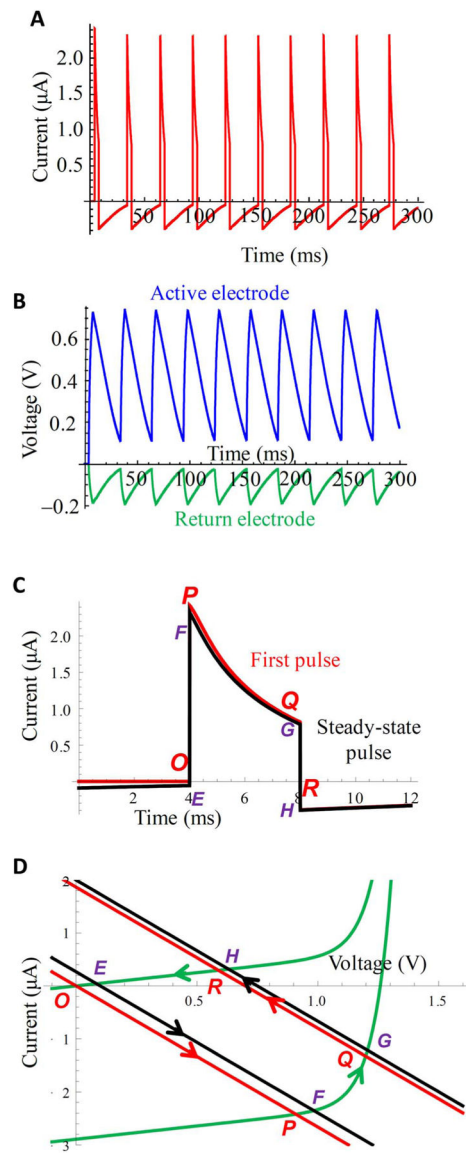 A
Current (µA)
2.0
1.5
1.0
0.5
50
100
150
200
250
300
Time (ms)
B
Active electrode
Voltage (V)
0.6
0.4
0.2
−0.2
Time (ms)
50
100
150
200
250
300
Return electrode
C
Current (µA)
P
F
2.0
1.5
1.0
0.5
First pulse
Q
G
Steady-state
pulse
O
R
2
4
6
8
10
12
Time (ms)
E
H
D
Current (µA)
2
1
1
2
3
E
H
Voltage (V)
O
R
0.5
1.0
1.5
G
Q
F
P